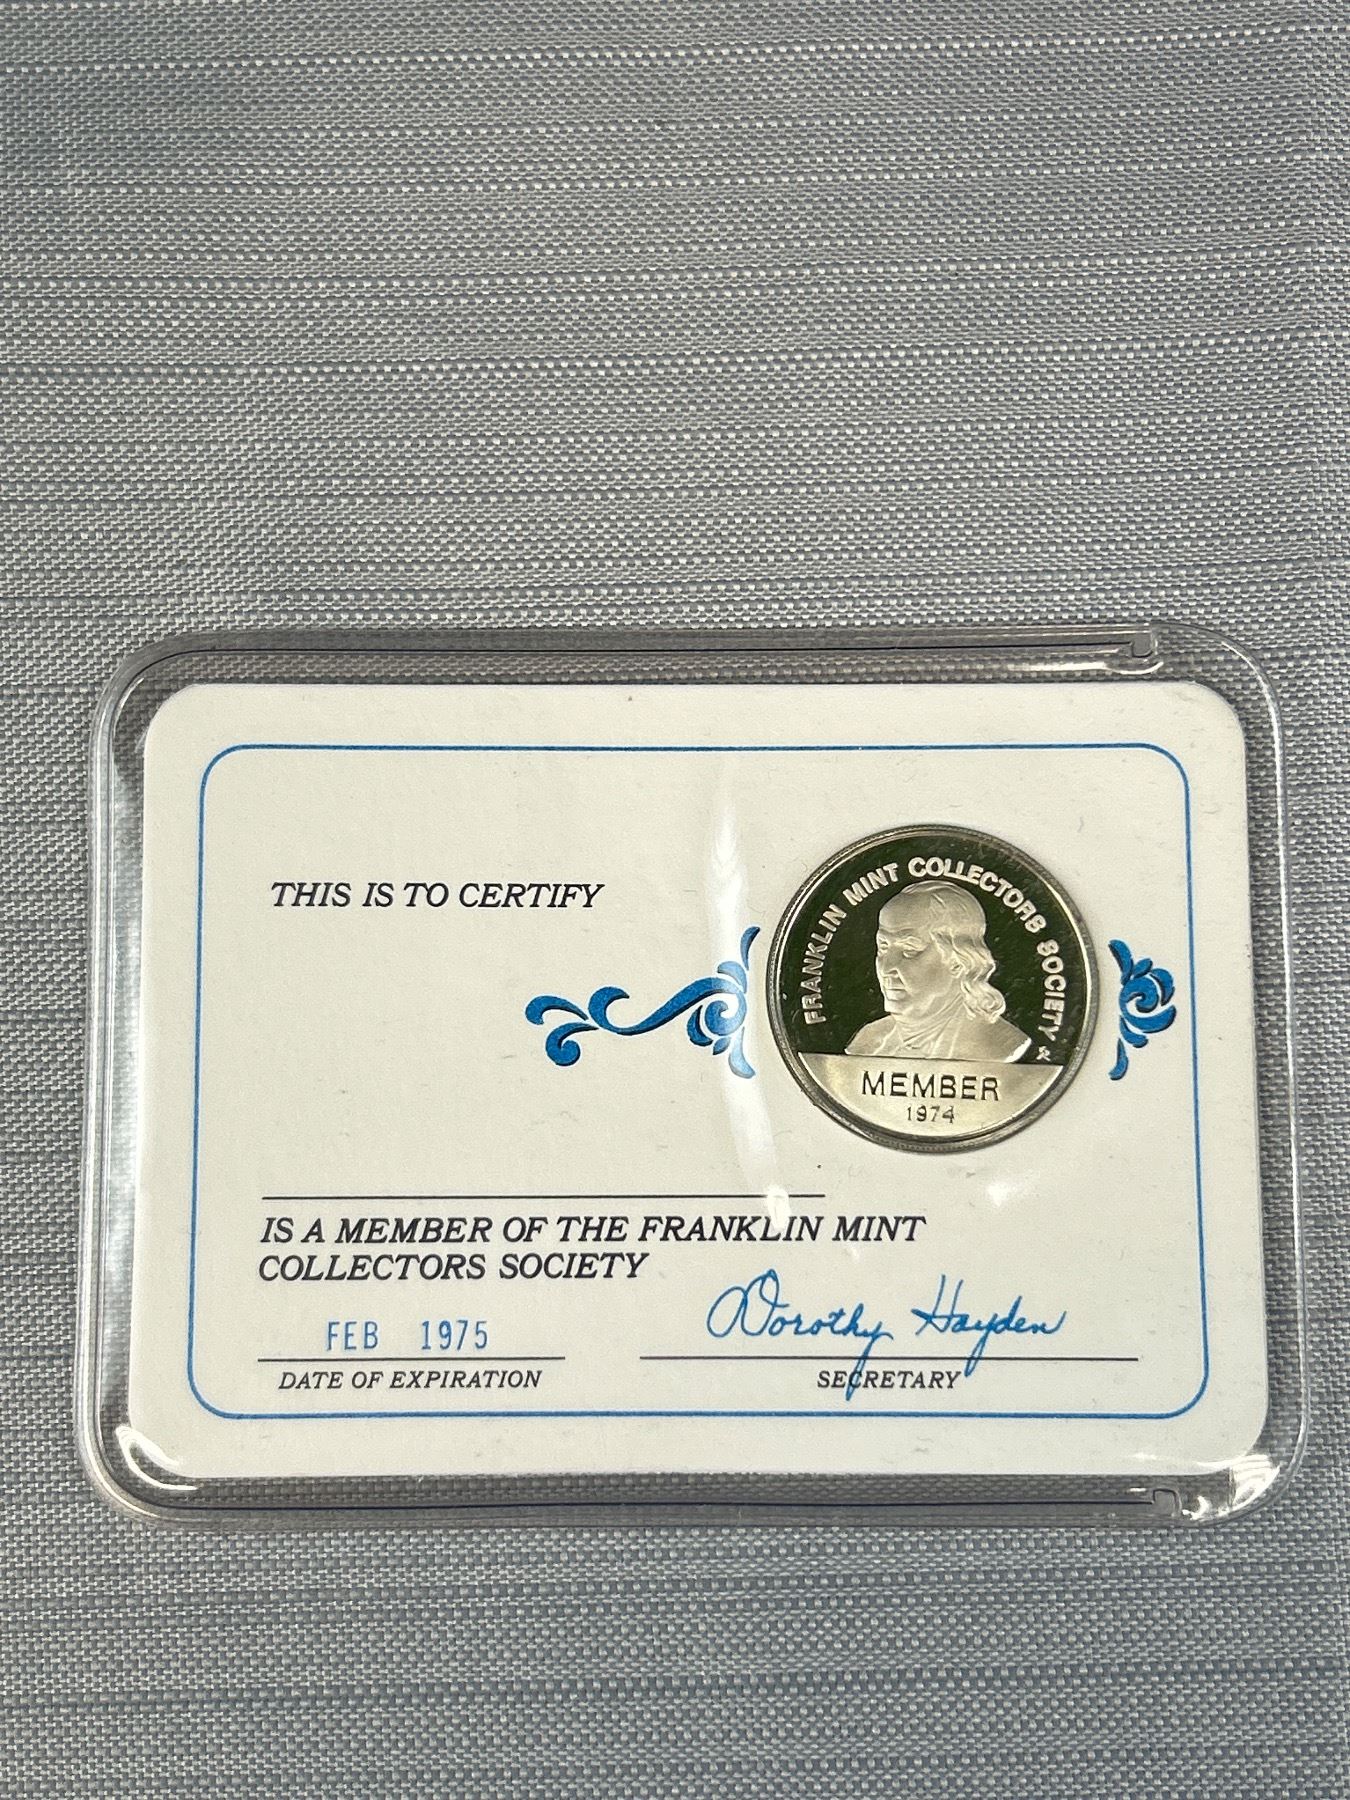 THIS IS TO CERTIFY
FRANKLIN MINT COLLECTORS SOCIETY
MEMBER
1974
IS A MEMBER OF THE FRANKLIN MINT
COLLECTORS SOCIETY
FEB 1975
DATE OF EXPIRATION
Dorothy Hayden
SECRETARY